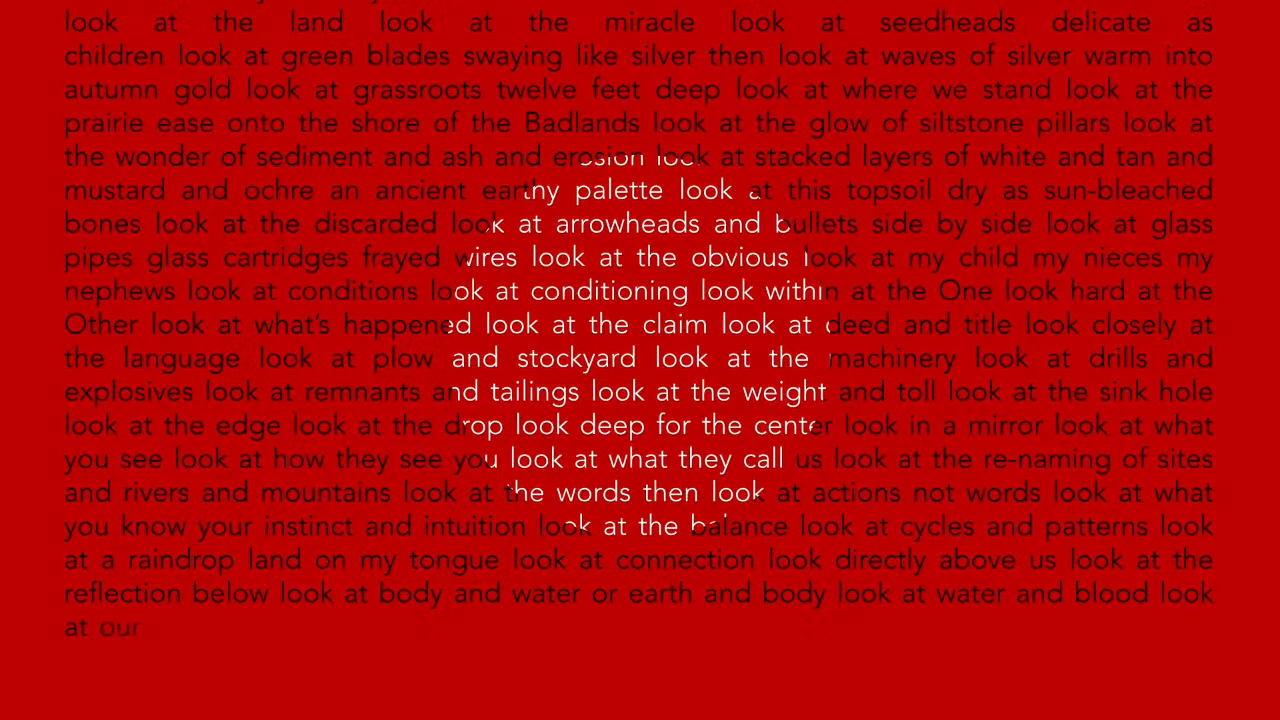 look at the land look at the miracle look at seedheads delicate as
children look at green blades swaying like silver then look at waves of silver warm into
autumn gold look at grassroots twelve feet deep look at where we stand look at the
prairie ease onto the shore of the Badlands look at the glow of siltstone pillars look at
the wonder of sediment and ash and erosion look at stacked layers of white and tan and
mustard and ochre an ancient earthy palette look at this topsoil dry as sun-bleached
bones look at the discarded look at arrowheads and bullets side by side look at glass
pipes glass cartridges frayed wires look at the obvious look at my child my nieces my
nephews look at conditions look at conditioning look within at the One look hard at the
Other look at what's happened look at the claim look at deed and title look closely at
the language look at plow and stockyard look at the machinery look at drills and
explosives look at remnants and tailings look at the weight and toll look at the sink hole
look at the edge look at the drop look deep for the center look in a mirror look at what
you see look at how they see you look at what they call us look at the re-naming of sites
and rivers and mountains look at the words then look at actions not words look at what
you know your instinct and intuition look at the balance look at cycles and patterns look
at a raindrop land on my tongue look at connection look directly above us look at the
reflection below look at body and water or earth and body look at water and blood look
at our